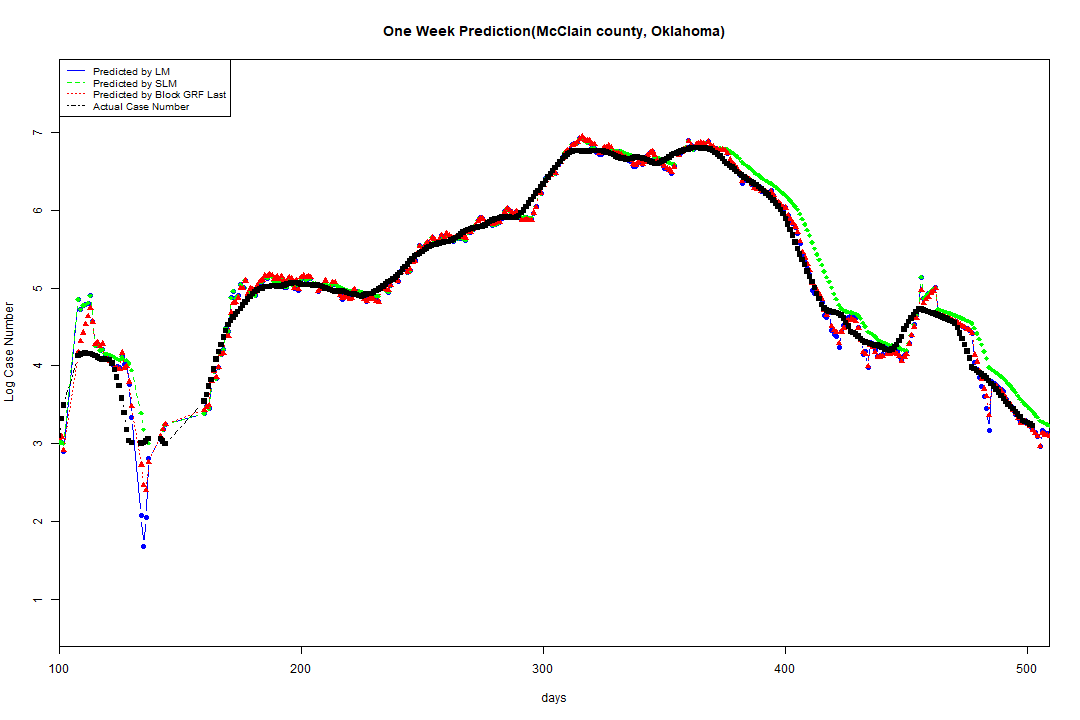 One Week Prediction(McClain county, Oklahoma)
Predicted by LM
Predicted by SLM
Predicted by Block GRF Last
Actual Case Number
Log Case Number
7
6
5
4
3
2
1
100 200 300 400 500
days